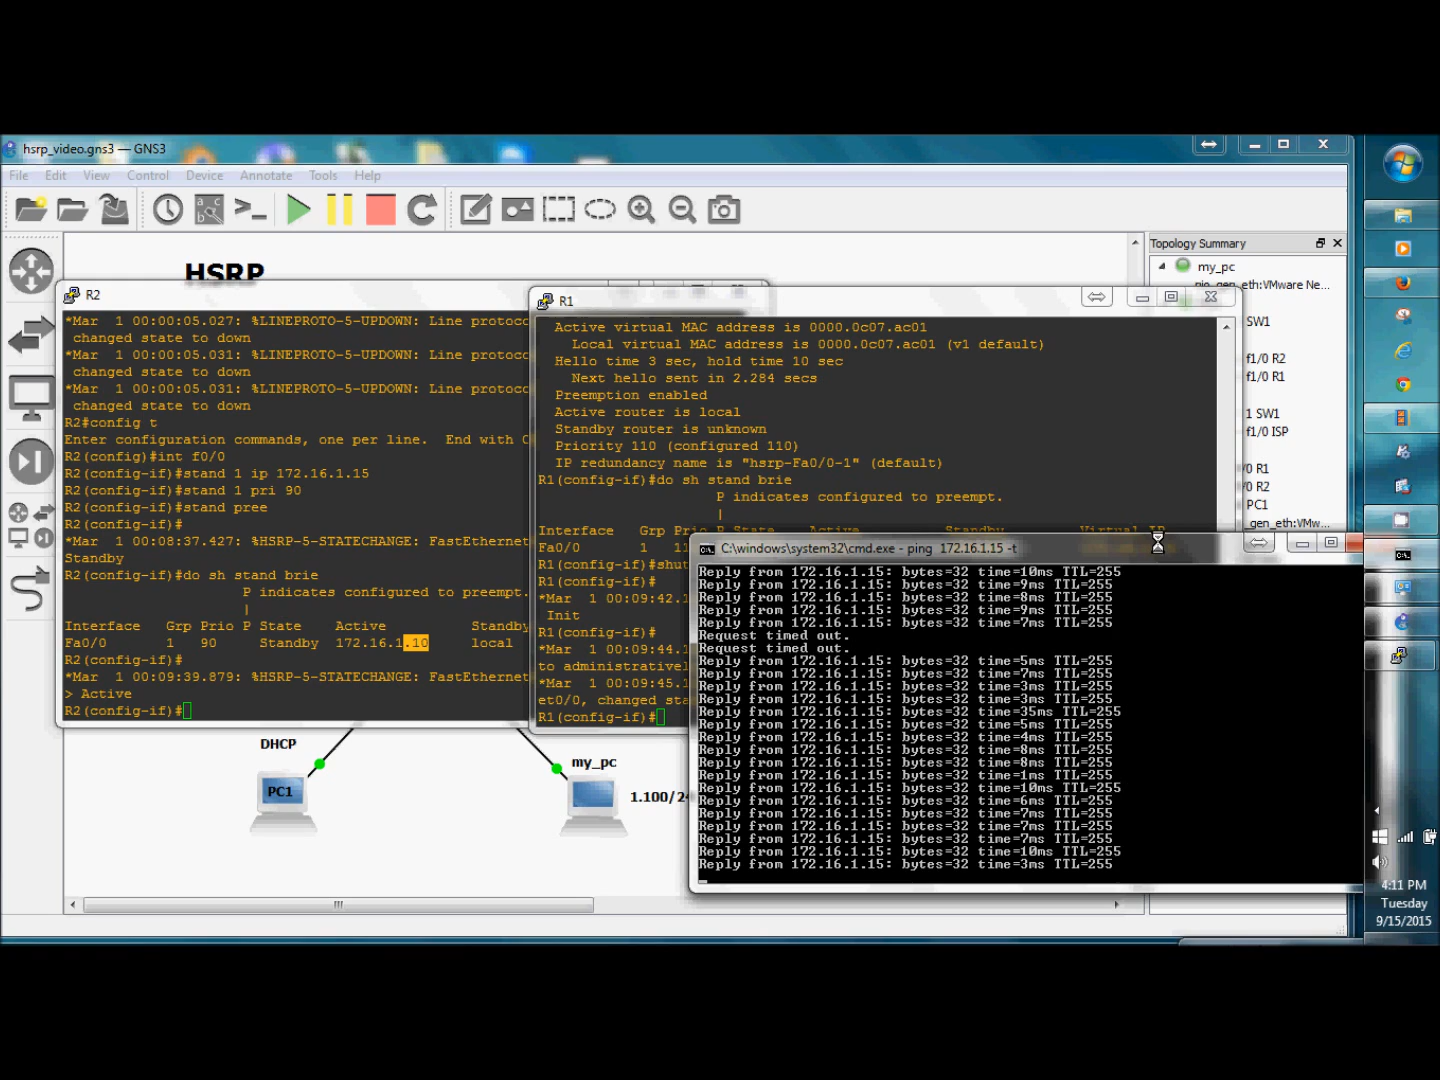 hsrp_video.gns3 — GNS3
File Edit View Control Device Annotate Tools Help
HSRP
Topology Summary
my_pc
nio_gen_eth:VMware Ne...
SW1
f1/0 R2
f1/0 R1
1 SW1
f1/0 ISP
/0 R1
/0 R2
PC1
_gen_eth:VMw...
R2
*Mar  1 00:00:05.027: %LINEPROTO-5-UPDOWN: Line protoco
changed state to down
*Mar  1 00:00:05.031: %LINEPROTO-5-UPDOWN: Line protoco
changed state to down
*Mar  1 00:00:05.031: %LINEPROTO-5-UPDOWN: Line protoco
changed state to down
R2#config t
Enter configuration commands, one per line.  End with C
R2(config)#int f0/0
R2(config-if)#stand 1 ip 172.16.1.15
R2(config-if)#stand 1 pri 90
R2(config-if)#stand pree
R2(config-if)#
*Mar  1 00:08:37.427: %HSRP-5-STATECHANGE: FastEthernet
Standby
R2(config-if)#do sh stand brie
P indicates configured to preempt.
|
Interface   Grp Prio P State    Active          Standby
Fa0/0       1   90     Standby  172.16.1.10     local
R2(config-if)#
*Mar  1 00:09:39.879: %HSRP-5-STATECHANGE: FastEthernet
> Active
R2(config-if)#
R1
Active virtual MAC address is 0000.0c07.ac01
Local virtual MAC address is 0000.0c07.ac01 (v1 default)
Hello time 3 sec, hold time 10 sec
Next hello sent in 2.284 secs
Preemption enabled
Active router is local
Standby router is unknown
Priority 110 (configured 110)
IP redundancy name is "hsrp-Fa0/0-1" (default)
R1(config-if)#do sh stand brie
P indicates configured to preempt.
|
Interface   Grp Prio P State    Active          Standby         Virtual IP
Fa0/0       1   11
R1(config-if)#shut
R1(config-if)#
*Mar  1 00:09:42.1
Init
R1(config-if)#
*Mar  1 00:09:44.1
to administrativel
*Mar  1 00:09:45.1
et0/0, changed sta
R1(config-if)#
C:\windows\system32\cmd.exe - ping  172.16.1.15 -t
Reply from 172.16.1.15: bytes=32 time=10ms TTL=255
Reply from 172.16.1.15: bytes=32 time=9ms TTL=255
Reply from 172.16.1.15: bytes=32 time=8ms TTL=255
Reply from 172.16.1.15: bytes=32 time=9ms TTL=255
Reply from 172.16.1.15: bytes=32 time=7ms TTL=255
Request timed out.
Request timed out.
Reply from 172.16.1.15: bytes=32 time=5ms TTL=255
Reply from 172.16.1.15: bytes=32 time=7ms TTL=255
Reply from 172.16.1.15: bytes=32 time=3ms TTL=255
Reply from 172.16.1.15: bytes=32 time=3ms TTL=255
Reply from 172.16.1.15: bytes=32 time=35ms TTL=255
Reply from 172.16.1.15: bytes=32 time=5ms TTL=255
Reply from 172.16.1.15: bytes=32 time=4ms TTL=255
Reply from 172.16.1.15: bytes=32 time=8ms TTL=255
Reply from 172.16.1.15: bytes=32 time=8ms TTL=255
Reply from 172.16.1.15: bytes=32 time=1ms TTL=255
Reply from 172.16.1.15: bytes=32 time=10ms TTL=255
Reply from 172.16.1.15: bytes=32 time=6ms TTL=255
Reply from 172.16.1.15: bytes=32 time=7ms TTL=255
Reply from 172.16.1.15: bytes=32 time=7ms TTL=255
Reply from 172.16.1.15: bytes=32 time=7ms TTL=255
Reply from 172.16.1.15: bytes=32 time=10ms TTL=255
Reply from 172.16.1.15: bytes=32 time=3ms TTL=255
DHCP
PC1
my_pc
1.100/24
4:11 PM
Tuesday
9/15/2015